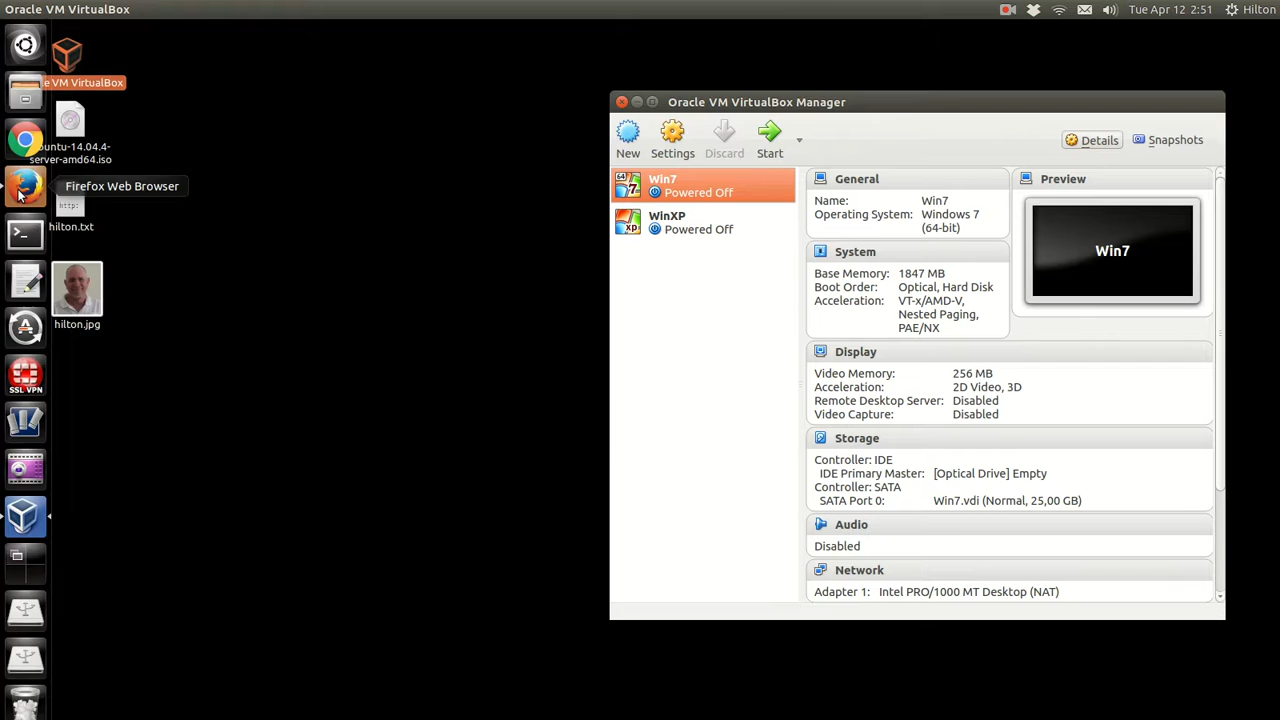 Oracle VM VirtualBox
Tue Apr 12 2:51
Hilton
le VM VirtualBox
buntu-14.04.4-
server-amd64.iso
Firefox Web Browser
http:
hilton.txt
hilton.jpg
SSL VPN
Oracle VM VirtualBox Manager
New
Settings
Discard
Start
Details
Snapshots
64
7
Win7
Powered Off
xp
WinXP
Powered Off
General
Name: Win7
Operating System: Windows 7
(64-bit)
System
Base Memory: 1847 MB
Boot Order: Optical, Hard Disk
Acceleration: VT-x/AMD-V,
Nested Paging,
PAE/NX
Preview
Win7
Display
Video Memory: 256 MB
Acceleration: 2D Video, 3D
Remote Desktop Server: Disabled
Video Capture: Disabled
Storage
Controller: IDE
IDE Primary Master: [Optical Drive] Empty
Controller: SATA
SATA Port 0: Win7.vdi (Normal, 25,00 GB)
Audio
Disabled
Network
Adapter 1: Intel PRO/1000 MT Desktop (NAT)